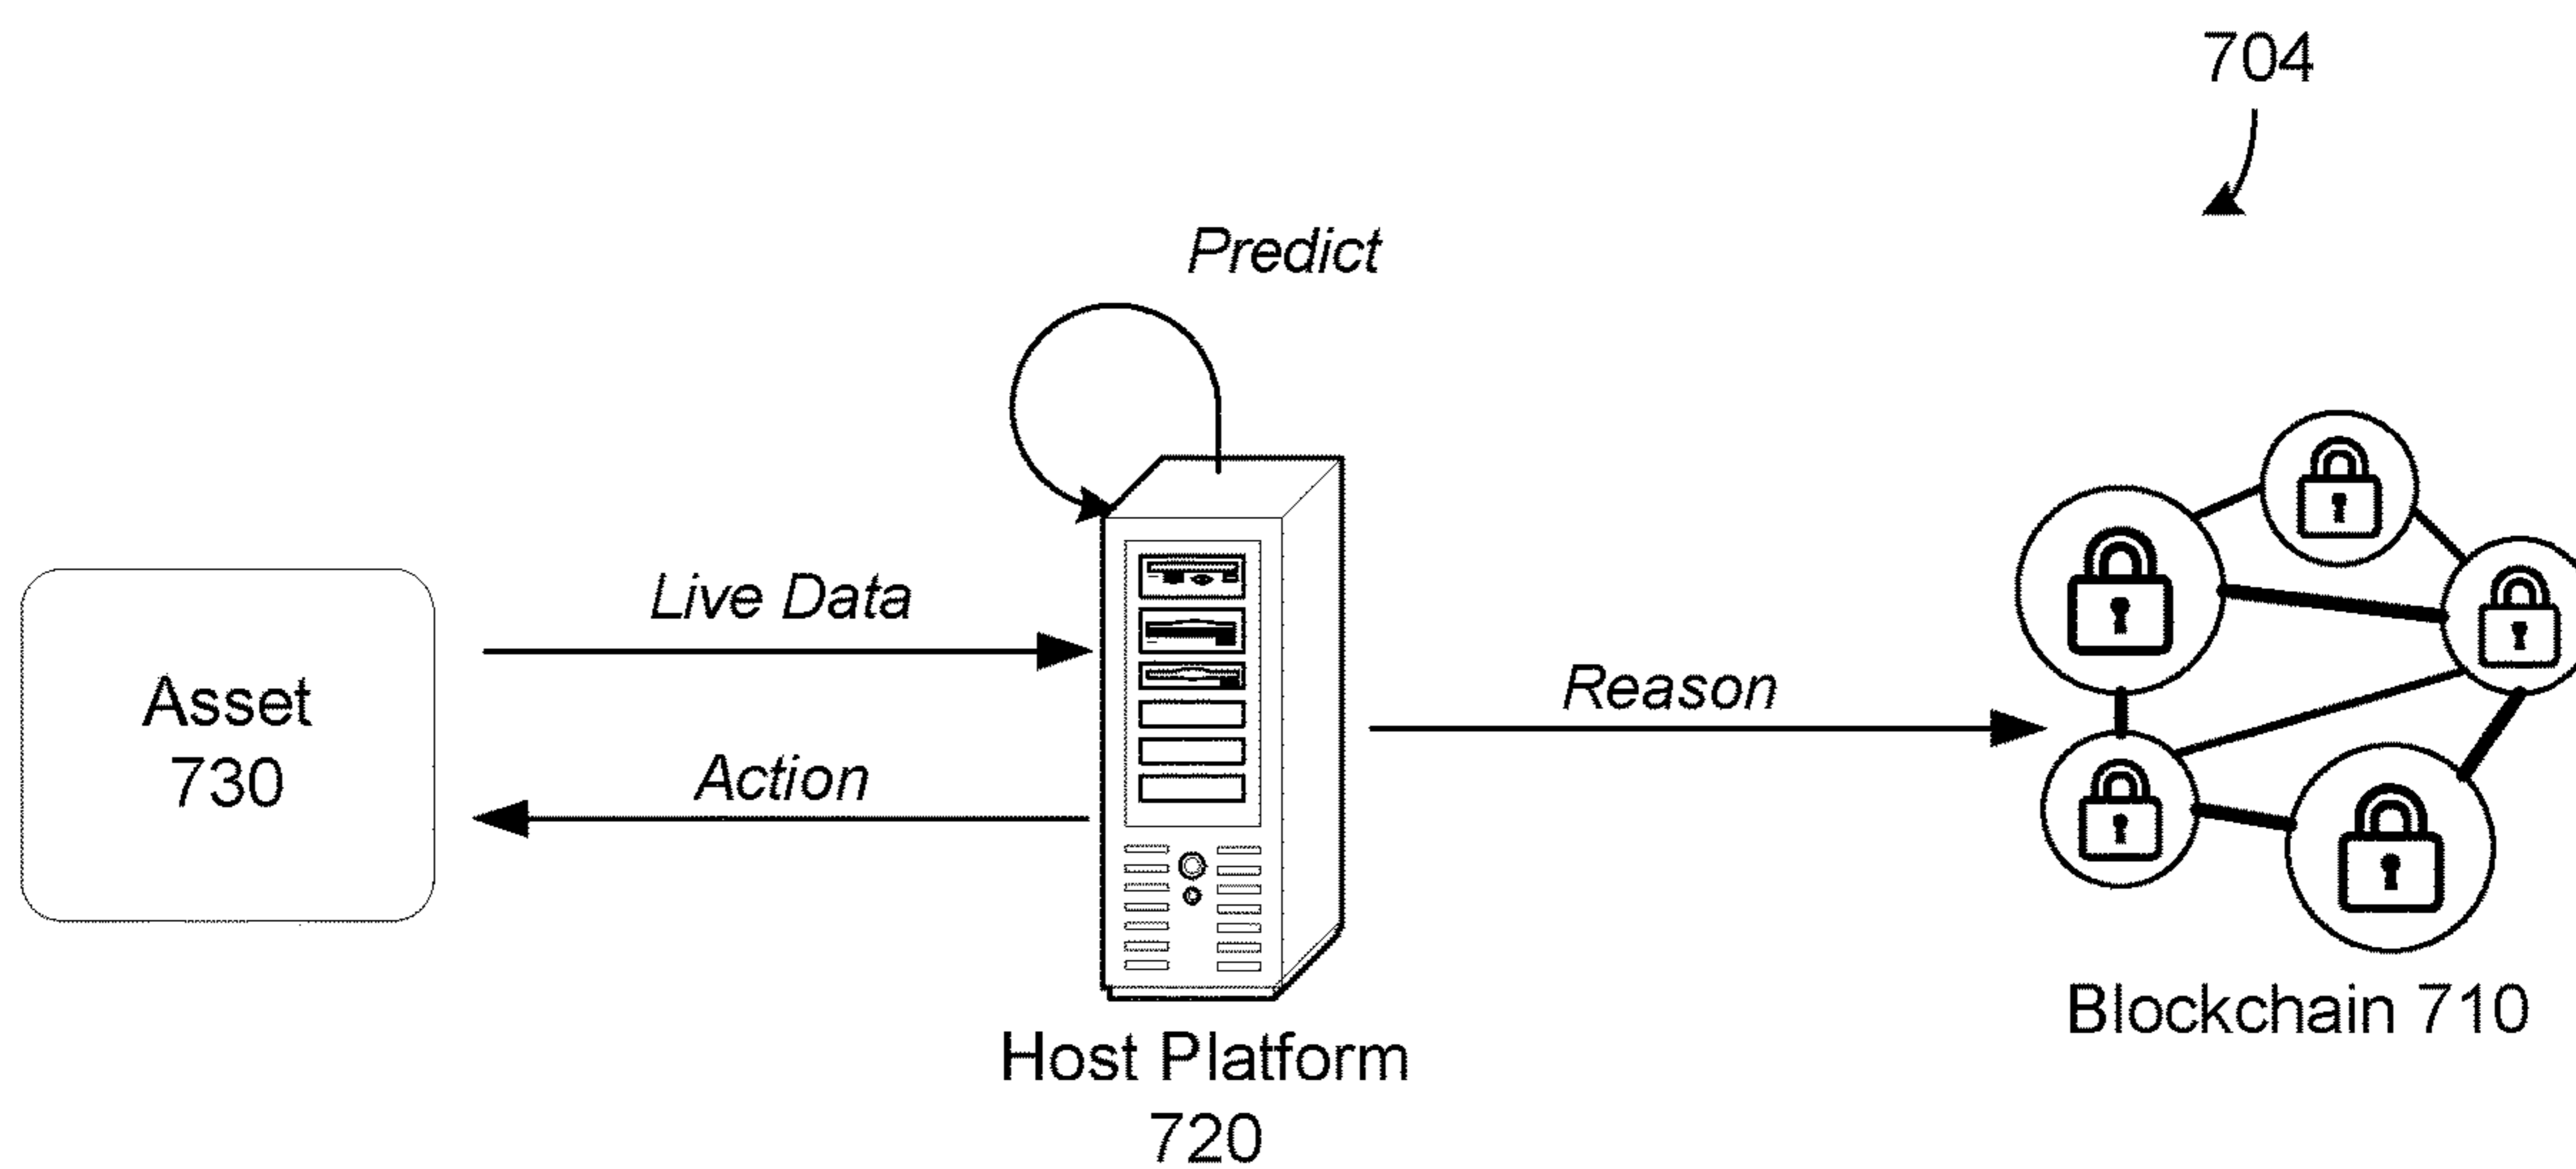 704
Predict
Live Data
Reason
Asset
730
Action
Blockchain 710
Host Platform
720